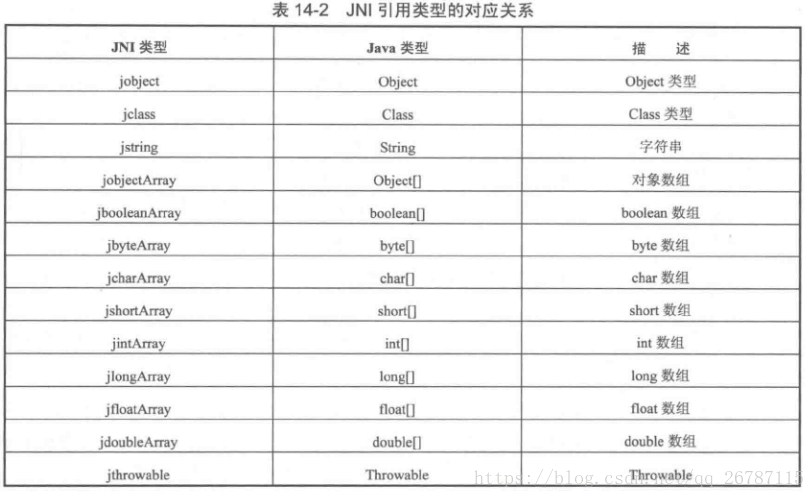 表 14-2 JNI 引用类型的对应关系
JNI 类型 Java 类型 描 述
jobject Object Object 类型
jclass Class Class 类型
jstring String 字符串
jobjectArray Object[] 对象数组
jbooleanArray boolean[] boolean 数组
jbyteArray byte[] byte 数组
jcharArray char[] char 数组
jshortArray short[] short 数组
jintArray int[] int 数组
jlongArray long[] long 数组
jfloatArray float[] float 数组
jdoubleArray double[] double 数组
jthrowable Throwable Throwable
https://blog.csdn.net/qq_26787115